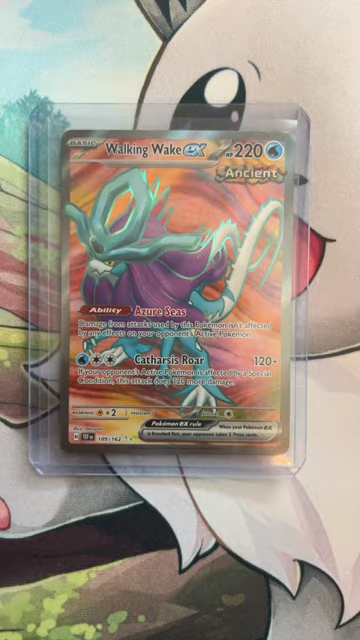 BASIC
Walking Wake ex HP 220
Ancient
Ability Azure Seas
Damage from attacks used by this Pokémon isn't affected
by any effects on your opponent's Active Pokémon.
Catharsis Roar 120+
If your opponent's Active Pokémon is affected by a Special
Condition, this attack does 120 more damage.
weakness ×2 resistance retreat
Pokémon ex rule
When your Pokémon ex
is Knocked Out, your opponent takes 2 Prize cards.
189/162